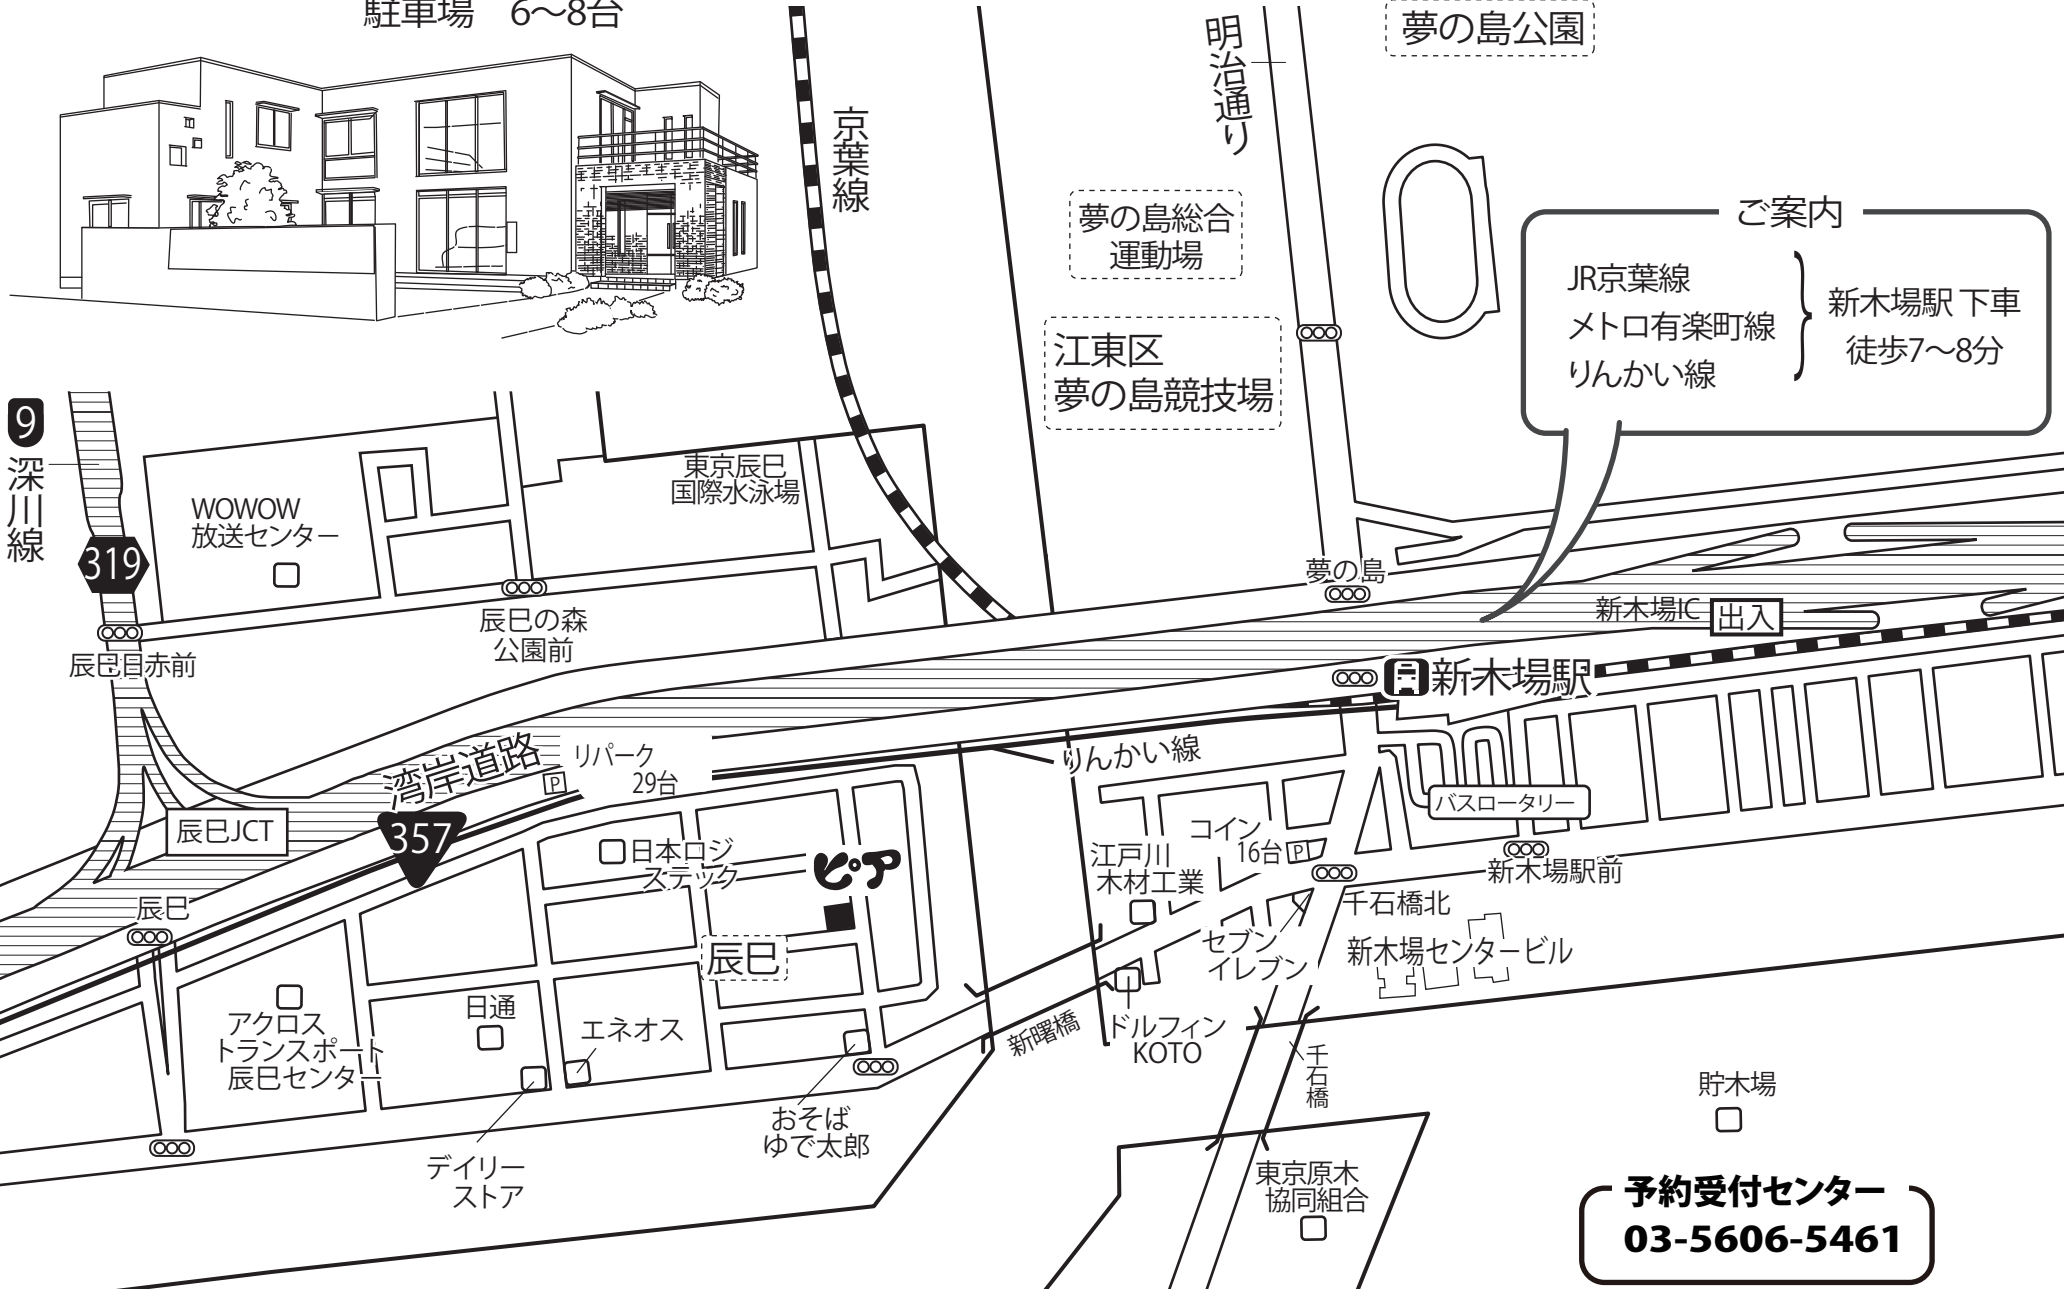 駐車場　6〜8台
夢の島公園
明治通り
京葉線
夢の島総合
運動場
江東区
夢の島競技場
ご案内
JR京葉線
メトロ有楽町線
りんかい線
新木場駅 下車
徒歩7〜8分
9
深川線
319
WOWOW
放送センター
東京辰巳
国際水泳場
辰巳の森
公園前
辰巳日赤前
夢の島
新木場IC
出入
新木場駅
湾岸道路
357
P
リパーク
29台
りんかい線
辰巳JCT
バスロータリー
日本ロジ
ステック
ピア
コイン
16台
P
江戸川
木材工業
新木場駅前
辰巳
辰巳
千石橋北
セブン
イレブン
新木場センタービル
アクロス
トランスポート
辰巳センター
日通
エネオス
新曙橋
ドルフィン
KOTO
千石橋
おそば
ゆで太郎
デイリー
ストア
貯木場
東京原木
協同組合
予約受付センター
03-5606-5461